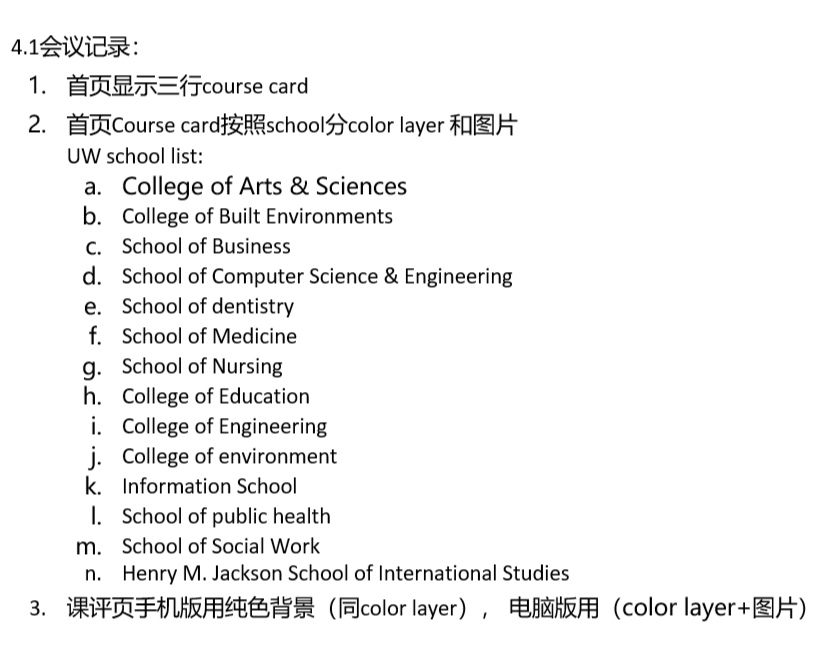 4.1会议记录：
1. 首页显示三行course card
2. 首页Course card按照school分color layer 和图片
UW school list:
a. College of Arts & Sciences
b. College of Built Environments
c. School of Business
d. School of Computer Science & Engineering
e. School of dentistry
f. School of Medicine
g. School of Nursing
h. College of Education
i. College of Engineering
j. College of environment
k. Information School
l. School of public health
m. School of Social Work
n. Henry M. Jackson School of International Studies
3. 课评页手机版用纯色背景（同color layer）， 电脑版用（color layer+图片）